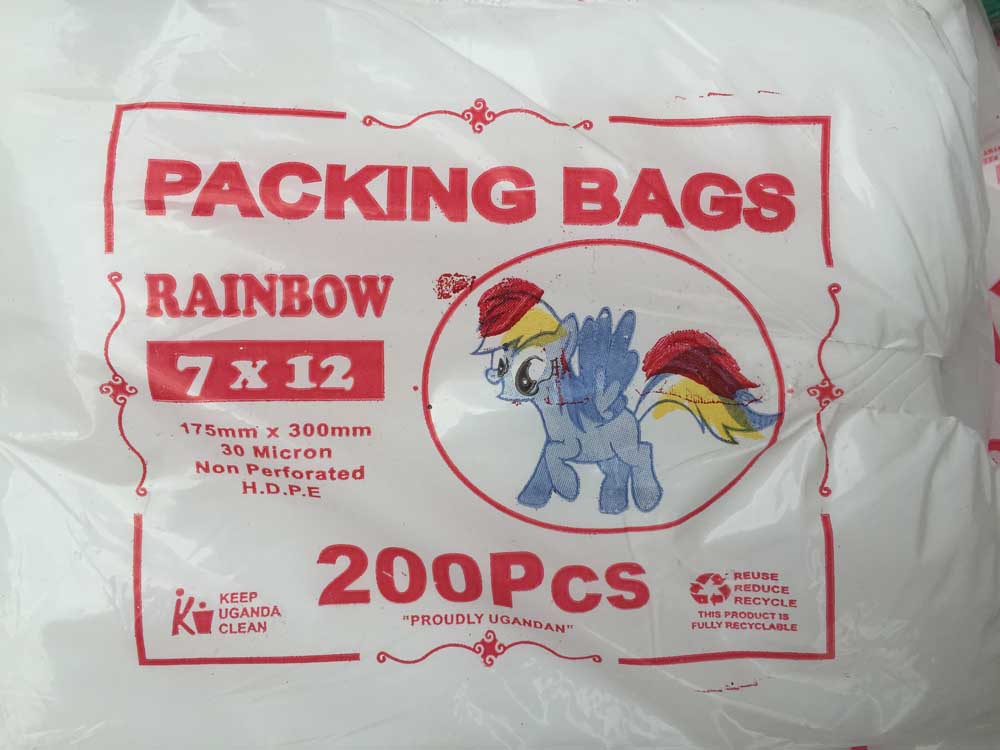 PACKING BAGS
RAINBOW
7 X 12
175mm x 300mm
30 Micron
Non Perforated
H.D.P.E
200Pcs
"PROUDLY UGANDAN"
KEEP
UGANDA
CLEAN
REUSE
REDUCE
RECYCLE
THIS PRODUCT IS
FULLY RECYCLABLE